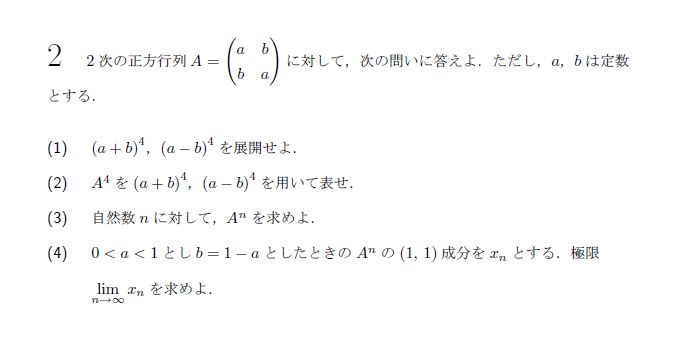 2 2 次の正方行列 A = \begin{pmatrix} a & b \\ b & a \end{pmatrix} に対して，次の問いに答えよ．ただし，a，b は定数
とする．
(1) (a + b)^4，(a − b)^4 を展開せよ．
(2) A^4 を (a + b)^4，(a − b)^4 を用いて表せ．
(3) 自然数 n に対して，A^n を求めよ．
(4) 0 < a < 1 とし b = 1 − a としたときの A^n の (1, 1) 成分を x_n とする．極限
\lim_{n→∞} x_n を求めよ．